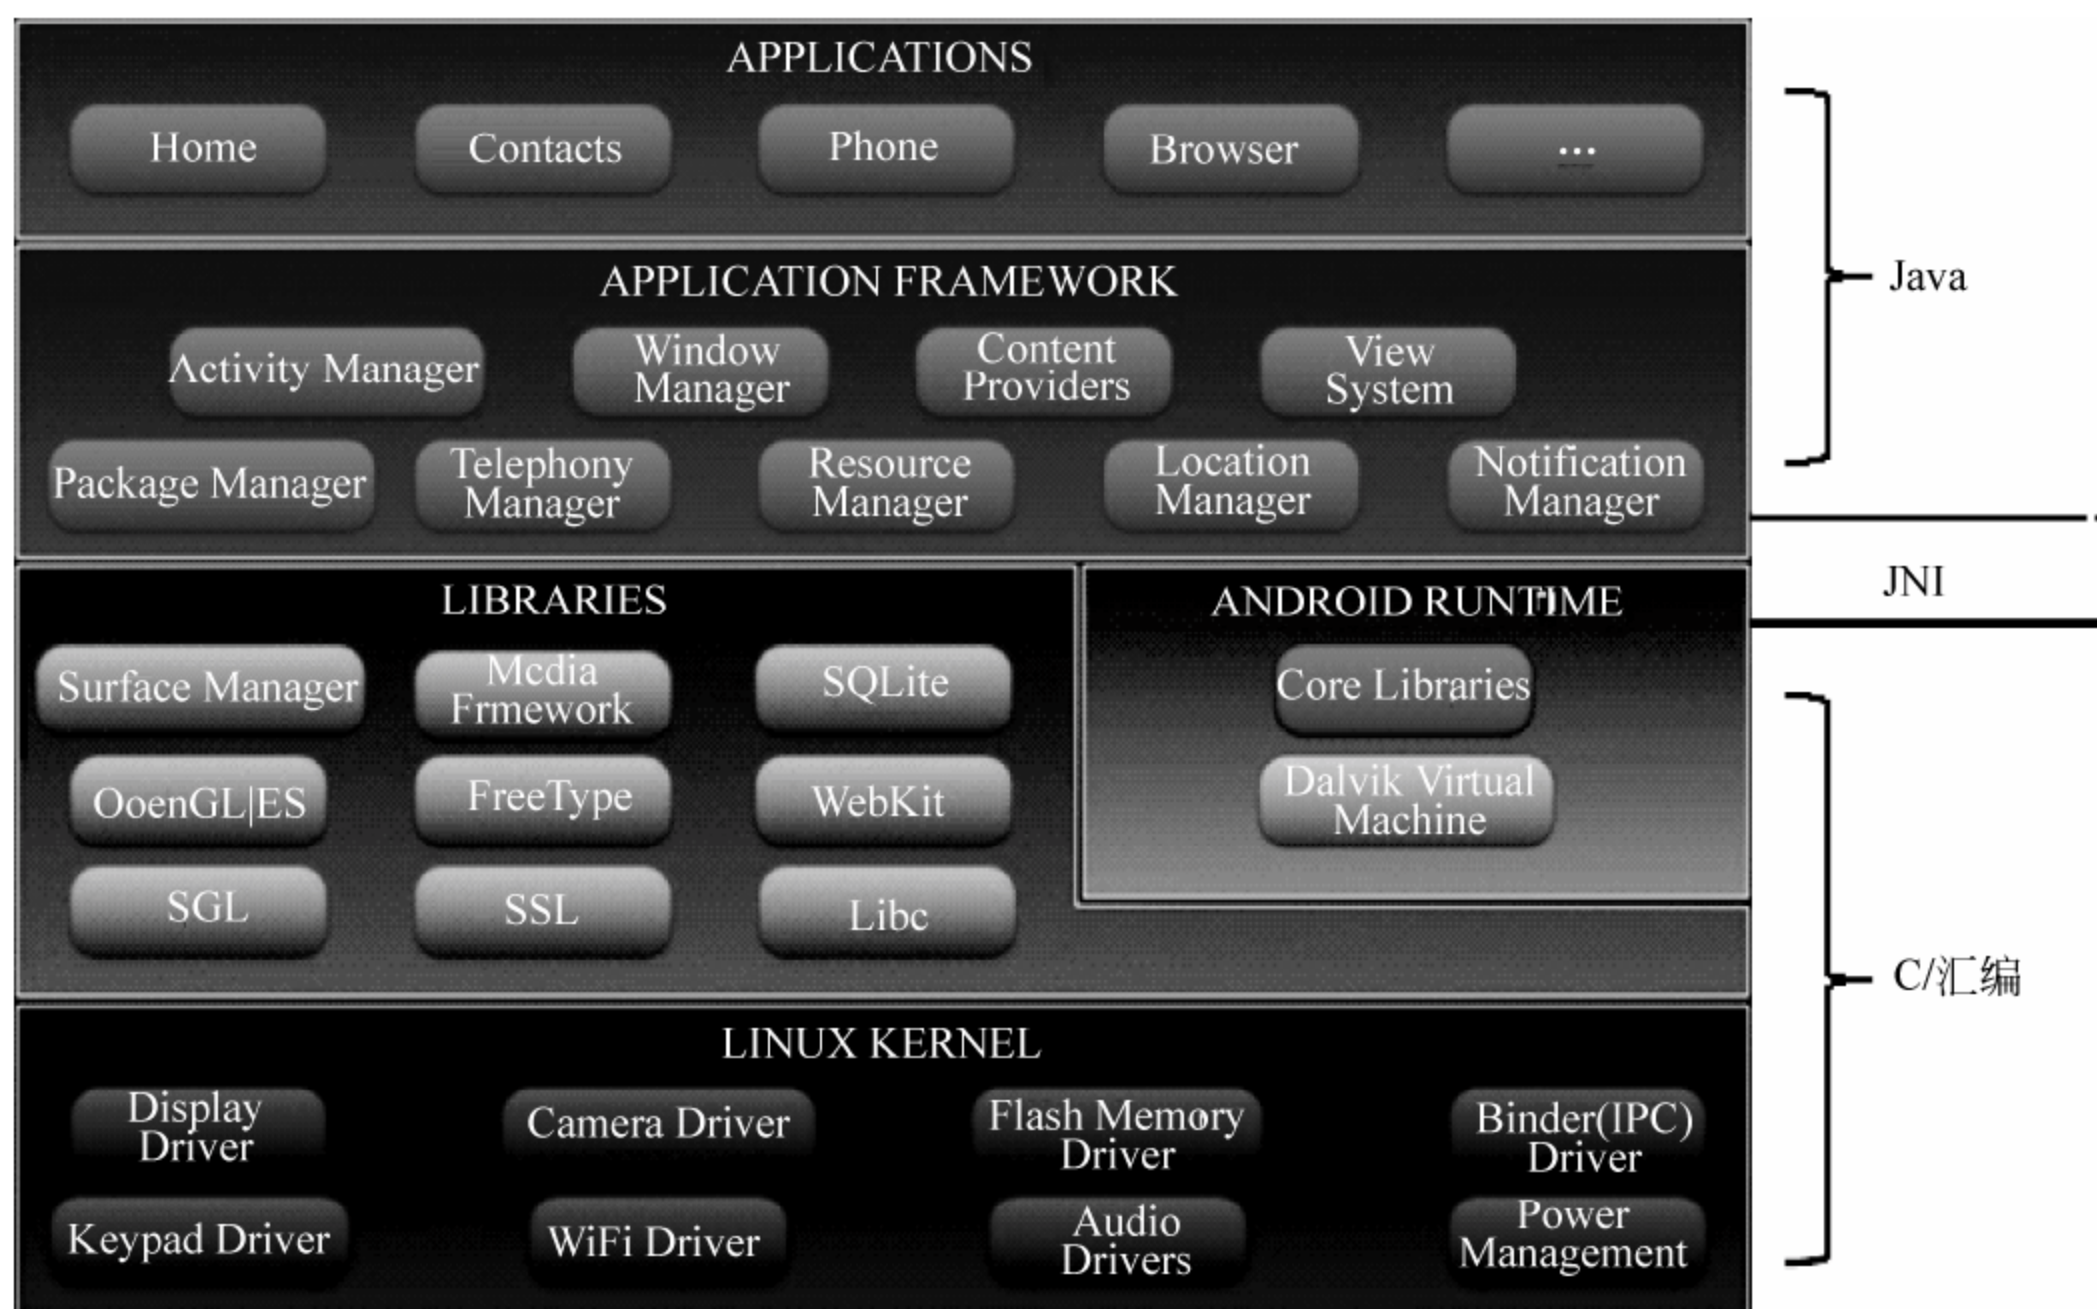 APPLICATIONS
Home
Contacts
Phone
Browser
...
APPLICATION FRAMEWORK
Java
Activity Manager
Window
Manager
Content
Providers
View
System
Package Manager
Telephony
Manager
Resource
Manager
Location
Manager
Notification
Manager
JNI
LIBRARIES
Surface Manager
Mcdia
Frmework
SQLite
OoenGL|ES
FreeType
WebKit
SGL
SSL
Libc
ANDROID RUNTIME
Core Libraries
Dalvik Virtual
Machine
C/汇编
LINUX KERNEL
Display
Driver
Camera Driver
Flash Memory
Driver
Binder(IPC)
Driver
Keypad Driver
WiFi Driver
Audio
Drivers
Power
Management